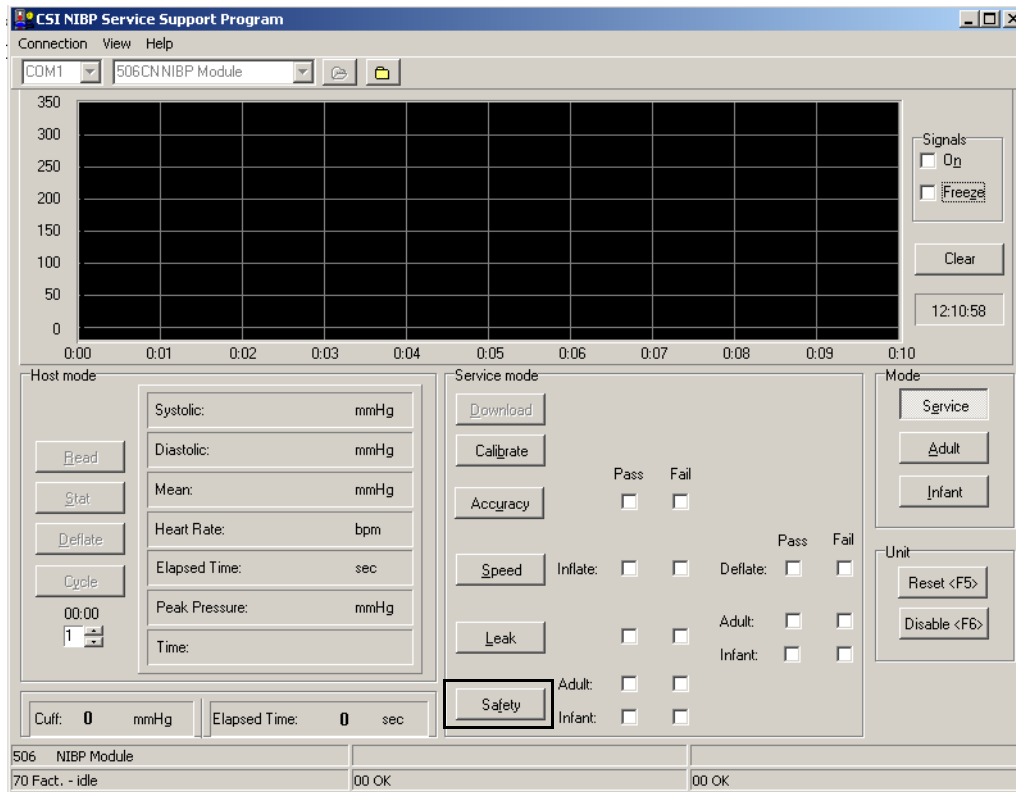 CSI NIBP Service Support Program
Connection View Help
COM1 506CN NIBP Module
350
300
250
200
150
100
50
0
0:00 0:01 0:02 0:03 0:04 0:05 0:06 0:07 0:08 0:09 0:10
Signals
On
Freeze
Clear
12:10:58
Host mode
Read
Stat
Deflate
Cycle
00:00
1
Systolic: mmHg
Diastolic: mmHg
Mean: mmHg
Heart Rate: bpm
Elapsed Time: sec
Peak Pressure: mmHg
Time:
Cuff: 0 mmHg Elapsed Time: 0 sec
Service mode
Download
Calibrate
Pass Fail
Accuracy
Pass Fail
Speed Inflate: Deflate:
Leak
Adult:
Infant:
Safety
Adult:
Infant:
Mode
Service
Adult
Infant
Unit
Reset <F5>
Disable <F6>
506 NIBP Module
70 Fact. - idle 00 OK 00 OK